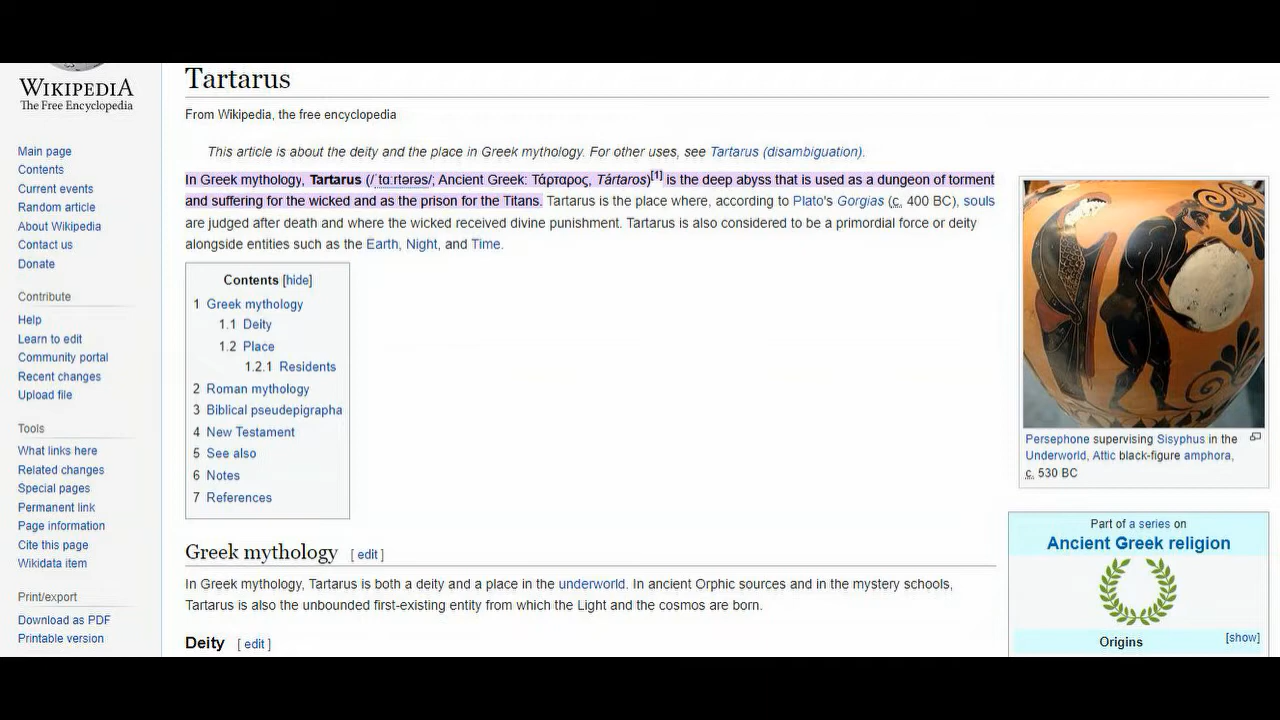 WIKIPEDIA
The Free Encyclopedia
Main page
Contents
Current events
Random article
About Wikipedia
Contact us
Donate
Contribute
Help
Learn to edit
Community portal
Recent changes
Upload file
Tools
What links here
Related changes
Special pages
Permanent link
Page information
Cite this page
Wikidata item
Print/export
Download as PDF
Printable version
Tartarus
From Wikipedia, the free encyclopedia
This article is about the deity and the place in Greek mythology. For other uses, see Tartarus (disambiguation).
In Greek mythology, Tartarus (/ˈtɑːrtərəs/; Ancient Greek: Τάρταρος, Tártaros)[1] is the deep abyss that is used as a dungeon of torment
and suffering for the wicked and as the prison for the Titans. Tartarus is the place where, according to Plato's Gorgias (c. 400 BC), souls
are judged after death and where the wicked received divine punishment. Tartarus is also considered to be a primordial force or deity
alongside entities such as the Earth, Night, and Time.
Contents [hide]
1 Greek mythology
1.1 Deity
1.2 Place
1.2.1 Residents
2 Roman mythology
3 Biblical pseudepigrapha
4 New Testament
5 See also
6 Notes
7 References
Greek mythology [ edit ]
In Greek mythology, Tartarus is both a deity and a place in the underworld. In ancient Orphic sources and in the mystery schools,
Tartarus is also the unbounded first-existing entity from which the Light and the cosmos are born.
Deity [ edit ]
Persephone supervising Sisyphus in the
Underworld, Attic black-figure amphora,
c. 530 BC
Part of a series on
Ancient Greek religion
Origins [show]